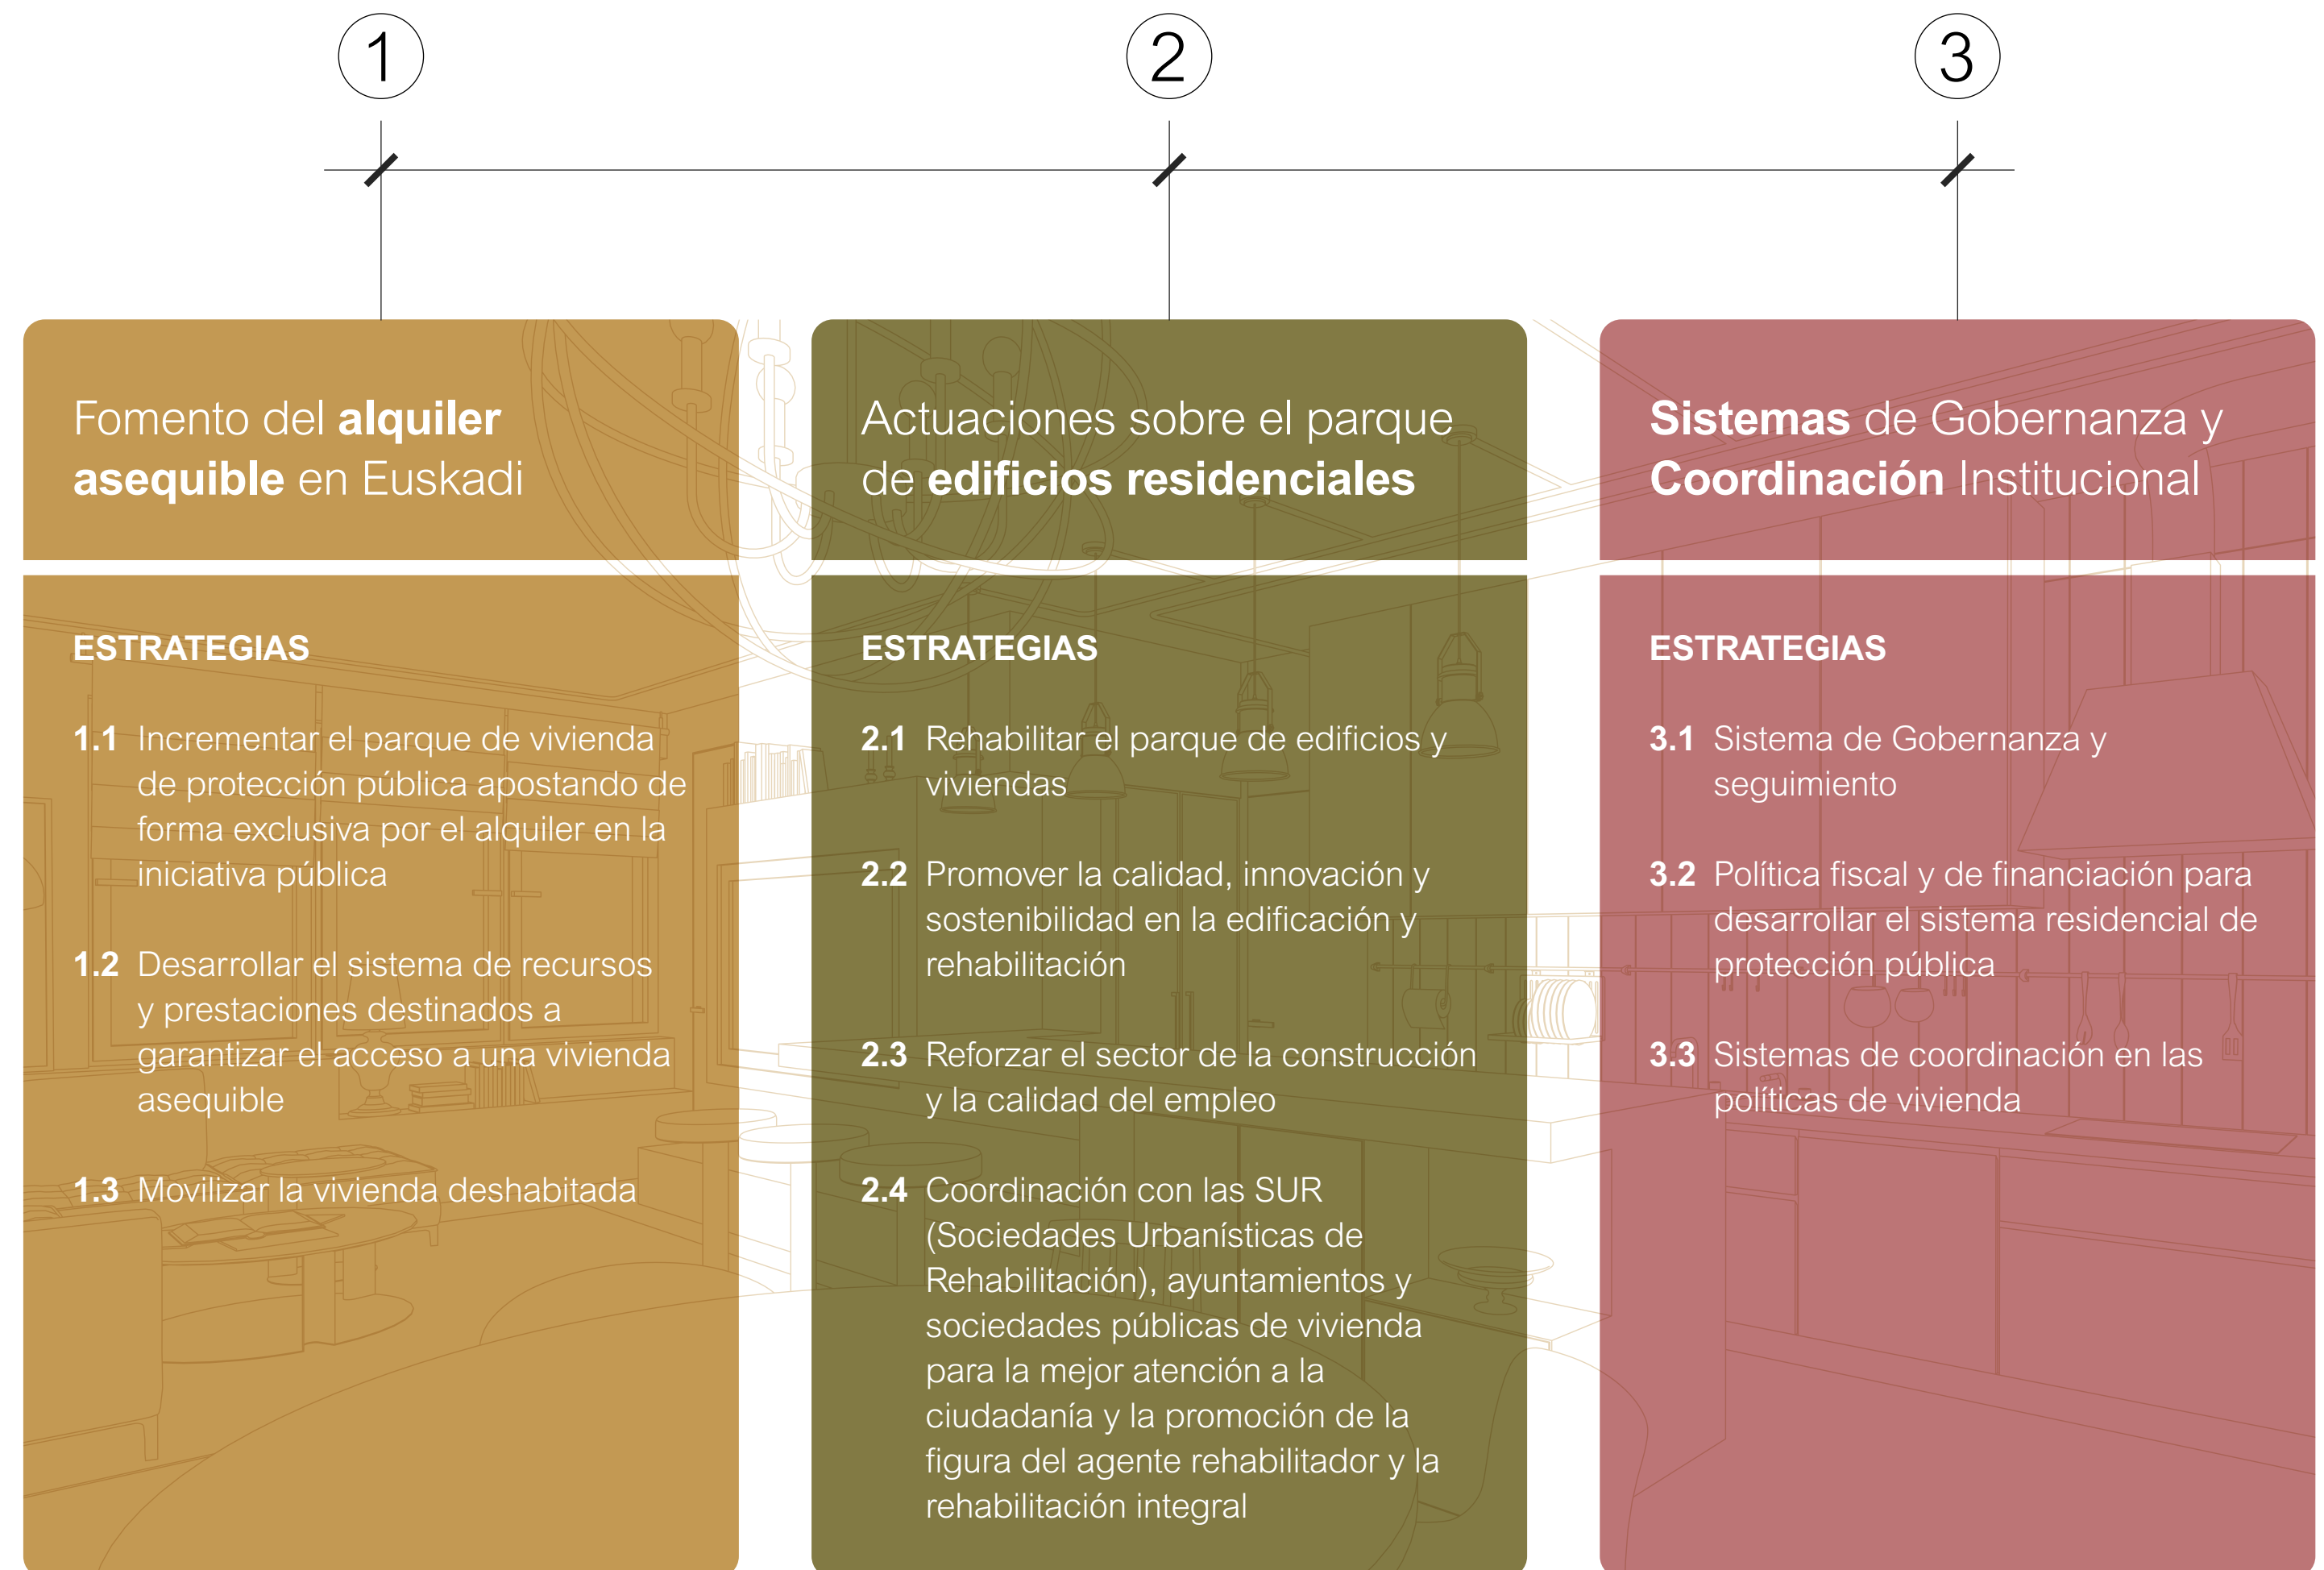 1
Fomento del alquiler
asequible en Euskadi
ESTRATEGIAS
1.1 Incrementar el parque de vivienda
de protección pública apostando de
forma exclusiva por el alquiler en la
iniciativa pública
1.2 Desarrollar el sistema de recursos
y prestaciones destinados a
garantizar el acceso a una vivienda
asequible
1.3 Movilizar la vivienda deshabitada
2
Actuaciones sobre el parque
de edificios residenciales
ESTRATEGIAS
2.1 Rehabilitar el parque de edificios y
viviendas
2.2 Promover la calidad, innovación y
sostenibilidad en la edificación y
rehabilitación
2.3 Reforzar el sector de la construcción
y la calidad del empleo
2.4 Coordinación con las SUR
(Sociedades Urbanísticas de
Rehabilitación), ayuntamientos y
sociedades públicas de vivienda
para la mejor atención a la
ciudadanía y la promoción de la
figura del agente rehabilitador y la
rehabilitación integral
3
Sistemas de Gobernanza y
Coordinación Institucional
ESTRATEGIAS
3.1 Sistema de Gobernanza y
seguimiento
3.2 Política fiscal y de financiación para
desarrollar el sistema residencial de
protección pública
3.3 Sistemas de coordinación en las
políticas de vivienda